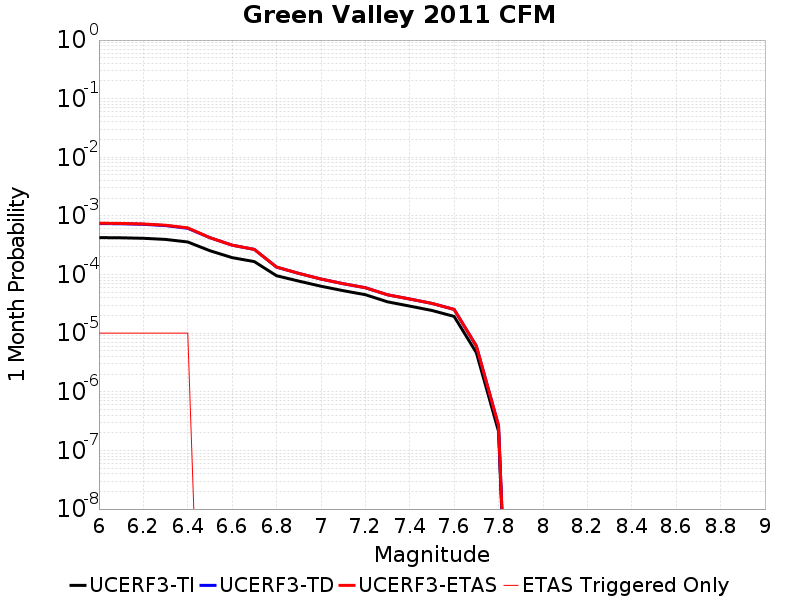 Green Valley 2011 CFM
1 Month Probability
10^0
10^-1
10^-2
10^-3
10^-4
10^-5
10^-6
10^-7
10^-8
6 6.2 6.4 6.6 6.8 7 7.2 7.4 7.6 7.8 8 8.2 8.4 8.6 8.8 9
Magnitude
UCERF3-TI UCERF3-TD UCERF3-ETAS ETAS Triggered Only